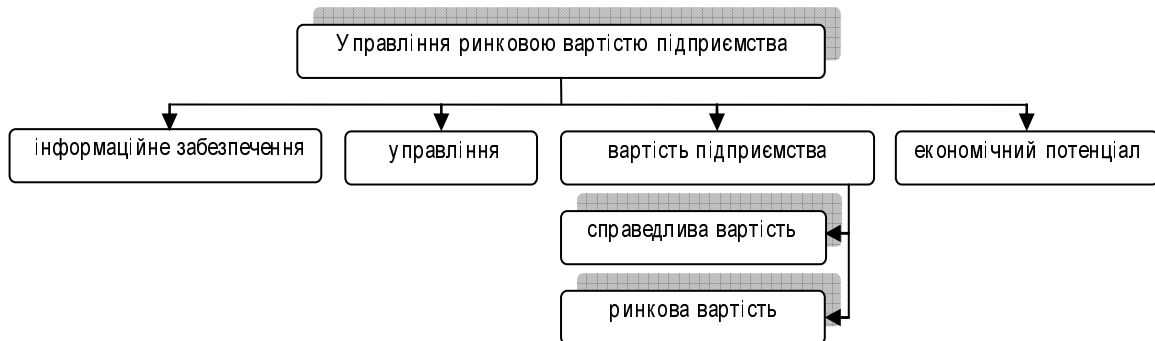 Управління ринковою вартістю підприємства
інформаційне забезпечення
управління
вартість підприємства
економічний потенціал
справедлива вартість
ринкова вартість